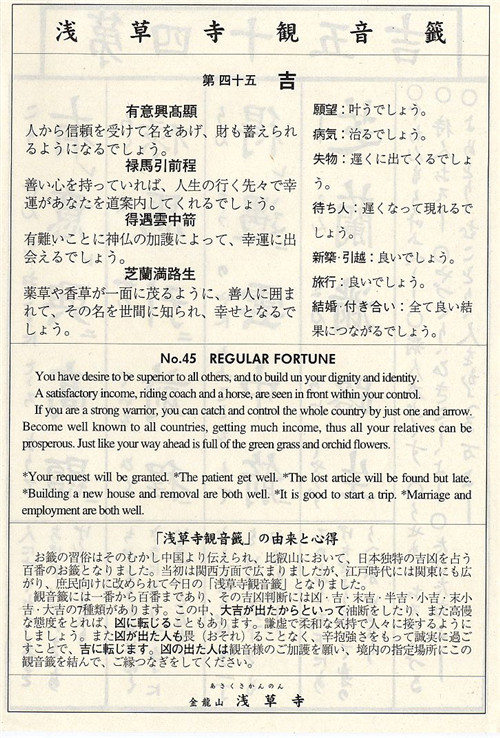 浅草寺観音籤
第四十五 吉
有意興髙顯
人から信頼を受けて名をあげ、財も蓄えられ
るようになるでしょう。
禄馬引前程
善い心を持っていれば、人生の行く先々で幸
運があなたを道案内してくれるでしょう。
得遇雲中箭
有難いことに神仏の加護によって、幸運に出
会えるでしょう。
芝蘭満路生
薬草や香草が一面に茂るように、善人に囲ま
れて、その名を世間に知られ、幸せとなるで
しょう。
願望：叶うでしょう。
病気：治るでしょう。
失物：遅くに出てくるでしょ
う。
待ち人：遅くなって現れるで
しょう。
新築・引越：良いでしょう。
旅行：良いでしょう。
結婚・付き合い：全て良い結
果につながるでしょう。
No.45 REGULAR FORTUNE
You have desire to be superior to all others, and to build un your dignity and identity.
A satisfactory income, riding coach and a horse, are seen in front within your control.
If you are a strong warrior, you can catch and control the whole country by just one and arrow.
Become well known to all countries, getting much income, thus all your relatives can be
prosperous. Just like your way ahead is full of the green grass and orchid flowers.
*Your request will be granted. *The patient get well. *The lost article will be found but late.
*Building a new house and removal are both well. *It is good to start a trip. *Marriage and
employment are both well.
「浅草寺観音籤」の由来と心得
お籤の習俗はそのむかし中国より伝えられ、比叡山において、日本独特の吉凶を占う
百番のお籤となりました。当初は関西方面で広まりましたが、江戸時代には関東にも広
がり、庶民向けに改められて今日の「浅草寺観音籤」となりました。
観音籤には一番から百番まであり、その吉凶判断には凶・吉・末吉・半吉・小吉・末小
吉・大吉の7種類があります。この中、大吉が出たからといって油断をしたり、また高慢
な態度をとれば、凶に転じることもあります。謙虚で柔和な気持で人々に接するように
しましょう。また凶が出た人も畏（おそれ）ることなく、辛抱強さをもって誠実に過ご
すことで、吉に転じます。凶の出た人は観音様のご加護を願い、境内の指定場所にこの
観音籤を結んで、ご縁つなぎをしてください。
あさくさかんのん
金龍山 浅草寺